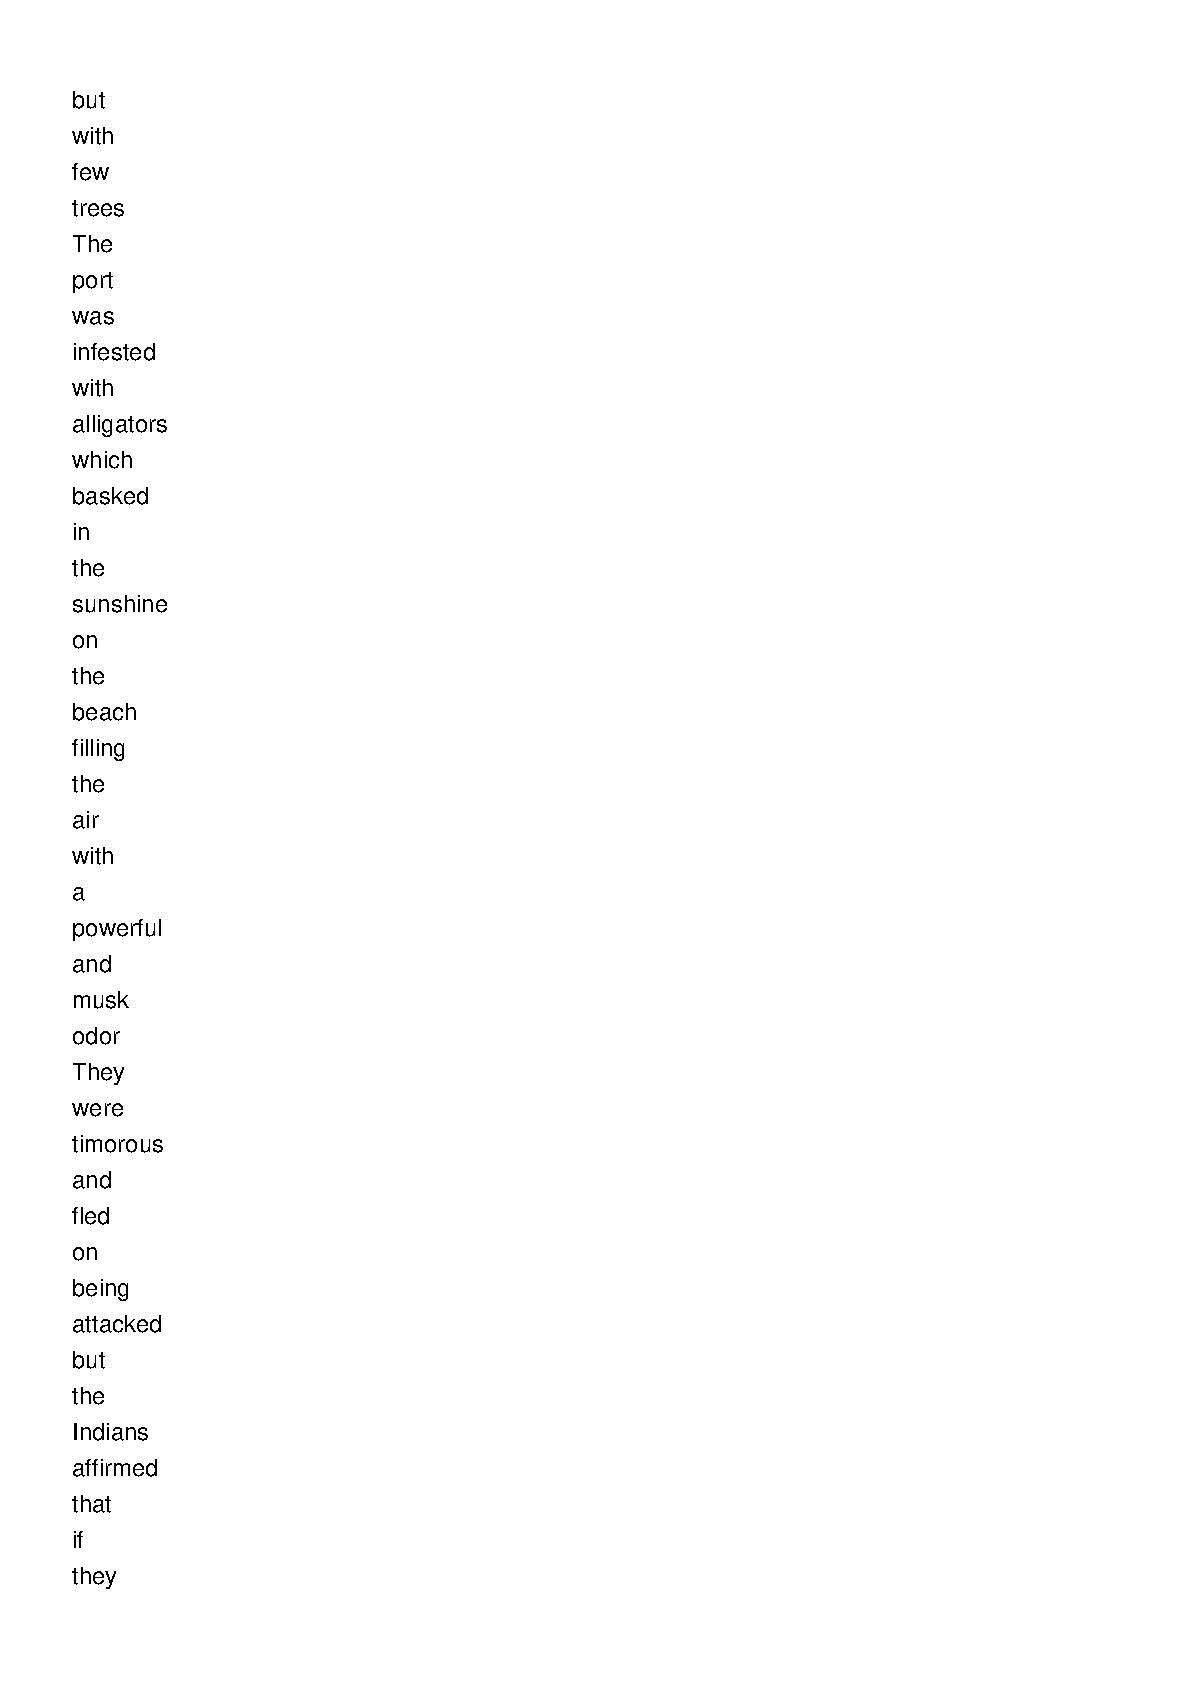 but
with
few
trees
The
port
was
infested
with
alligators
which
basked
in
the
sunshine
on
the
beach
filling
the
air
with
a
powerful
and
musk
odor
They
were
timorous
and
fled
on
being
attacked
but
the
Indians
affirmed
that
if
they